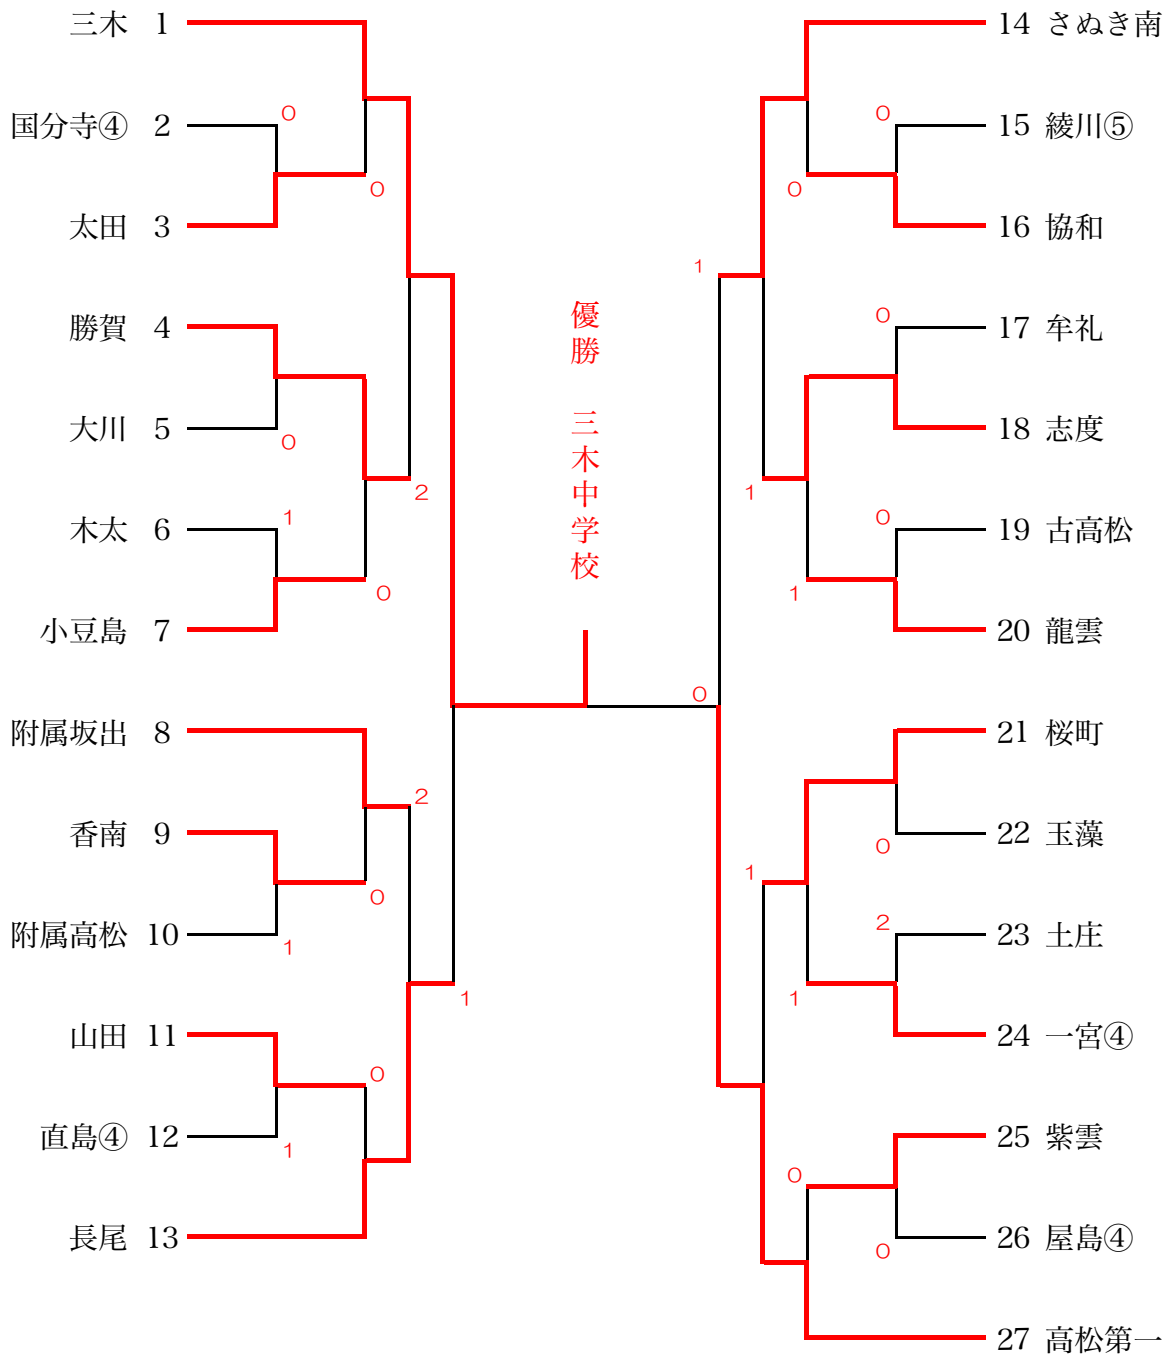 三木 1
国分寺④ 2
0
0
太田 3
勝賀 4
大川 5
0
2
木太 6
1
小豆島 7
0
附属坂出 8
2
香南 9
0
附属高松 10
1
1
山田 11
0
直島④ 12
1
長尾 13
優勝 三木中学校
14 さぬき南
0
15 綾川⑤
0
16 協和
1
0
17 牟礼
18 志度
1
0
19 古高松
1
20 龍雲
0
21 桜町
22 玉藻
0
1
2
23 土庄
1
24 一宮④
25 紫雲
0
26 屋島④
0
27 高松第一